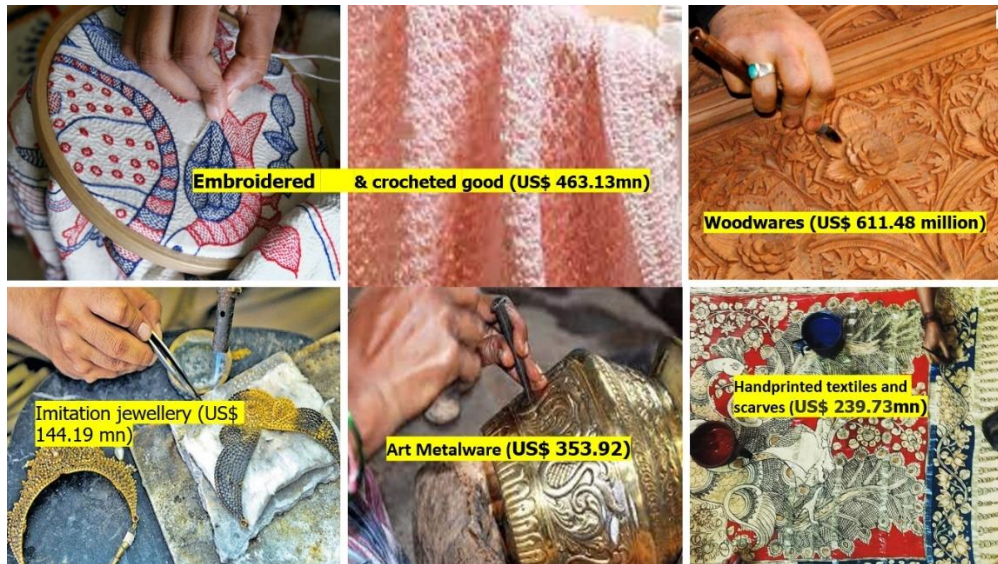 Embroidered & crocheted good (US$ 463.13mn)
Woodwares (US$ 611.48 million)
Imitation jewellery (US$
144.19 mn)
Art Metalware (US$ 353.92)
Handprinted textiles and
scarves (US$ 239.73mn)